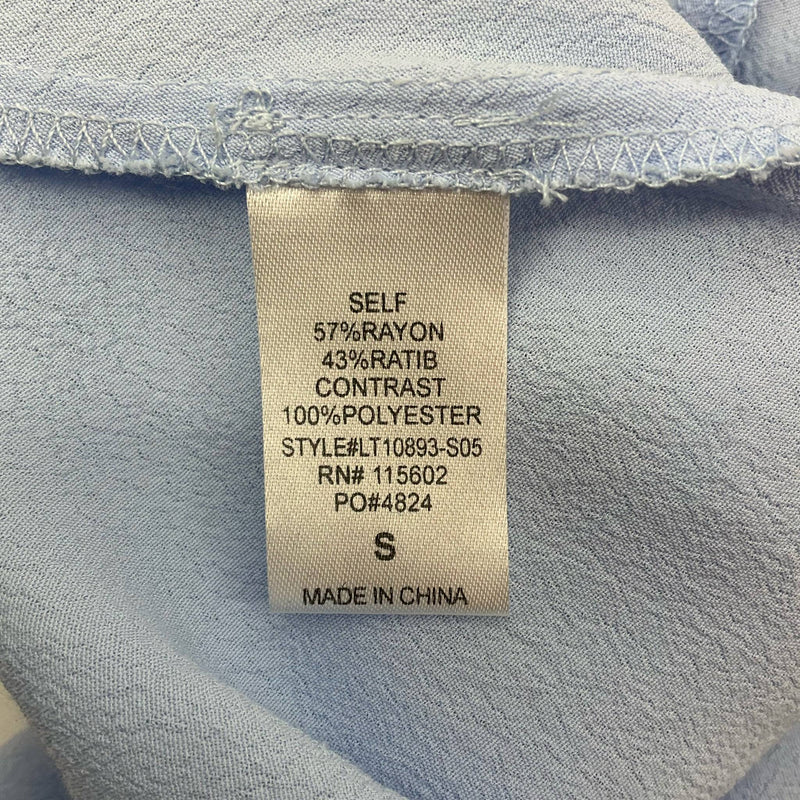 SELF
57%RAYON
43%RATIB
CONTRAST
100%POLYESTER
STYLE#LT10893-S05
RN# 115602
PO#4824
S
MADE IN CHINA